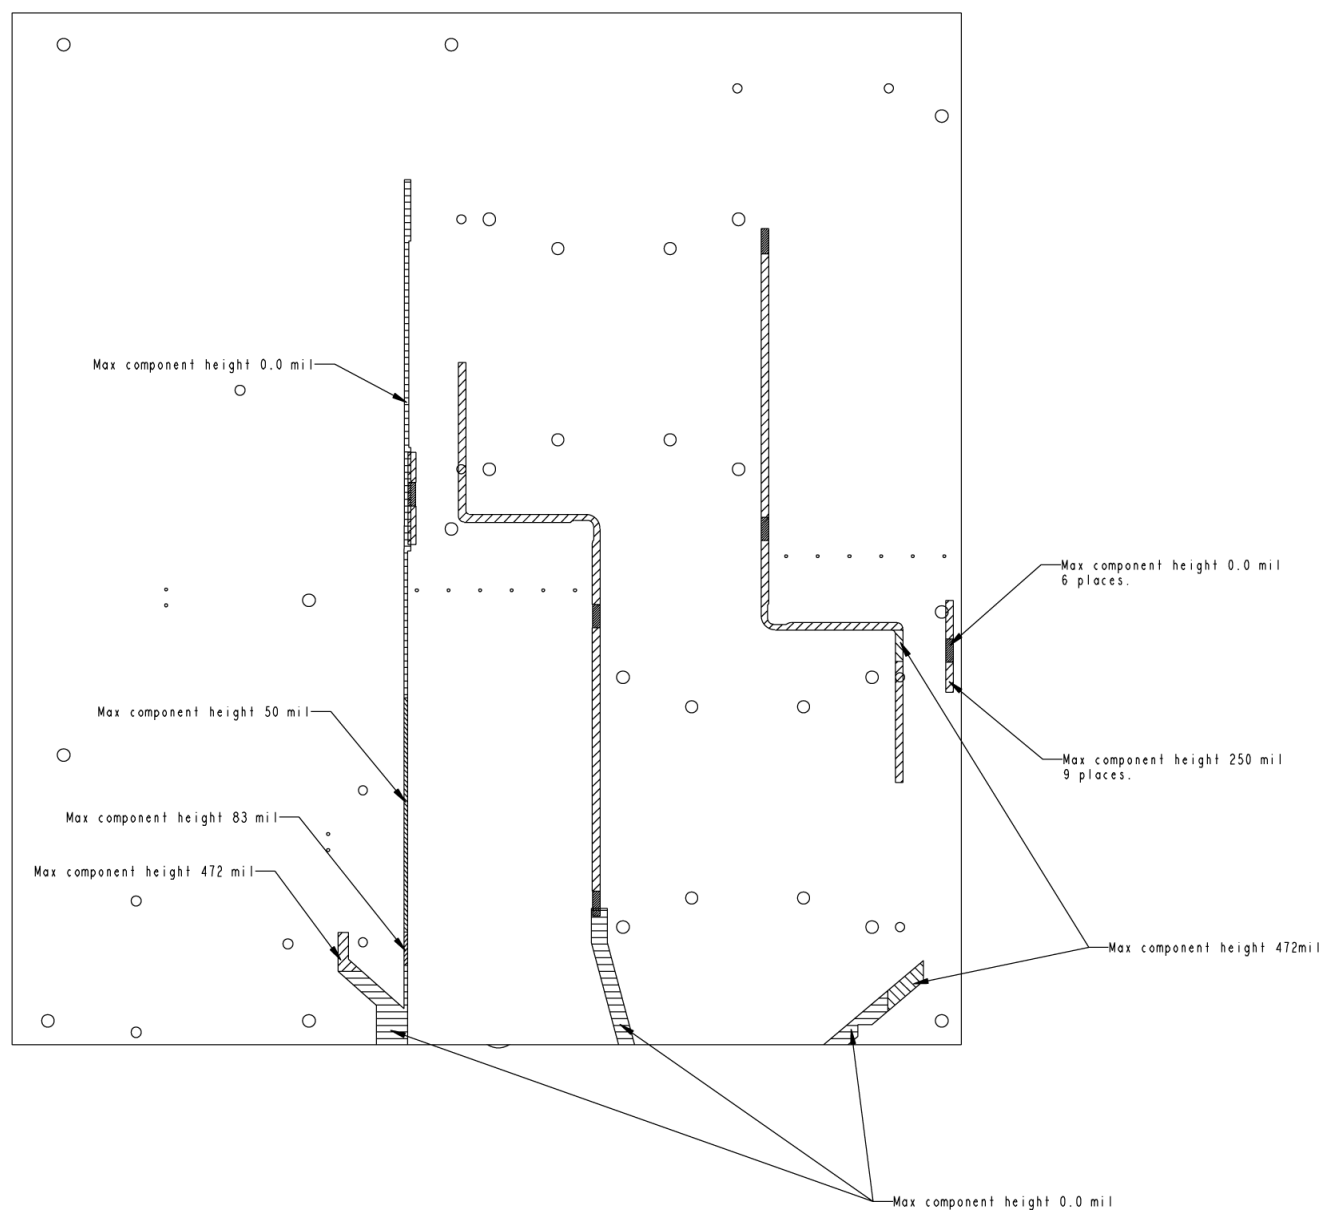 Max component height 0.0 mil
Max component height 0.0 mil
6 places.
Max component height 50 mil
Max component height 250 mil
9 places.
Max component height 83 mil
Max component height 472 mil
Max component height 472mil
Max component height 0.0 mil